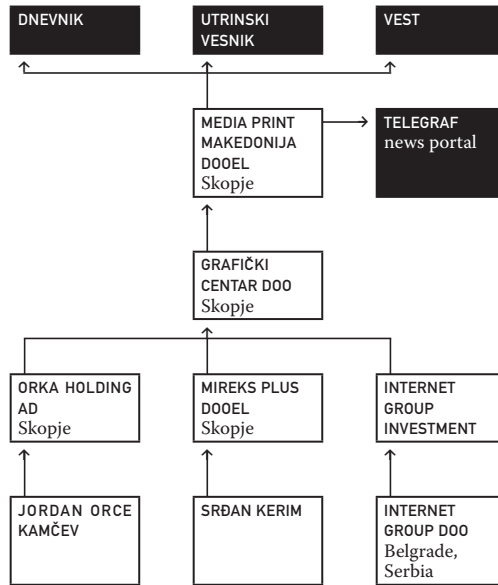 DNEVNIK
UTRINSKI
VESNIK
VEST
MEDIA PRINT
MAKEDONIJA
DOOEL
Skopje
TELEGRAF
news portal
GRAFIČKI
CENTAR DOO
Skopje
ORKA HOLDING
AD
Skopje
MIREKS PLUS
DOOEL
Skopje
INTERNET
GROUP
INVESTMENT
JORDAN ORCE
KAMČEV
SRĐAN KERIM
INTERNET
GROUP DOO
Belgrade,
Serbia